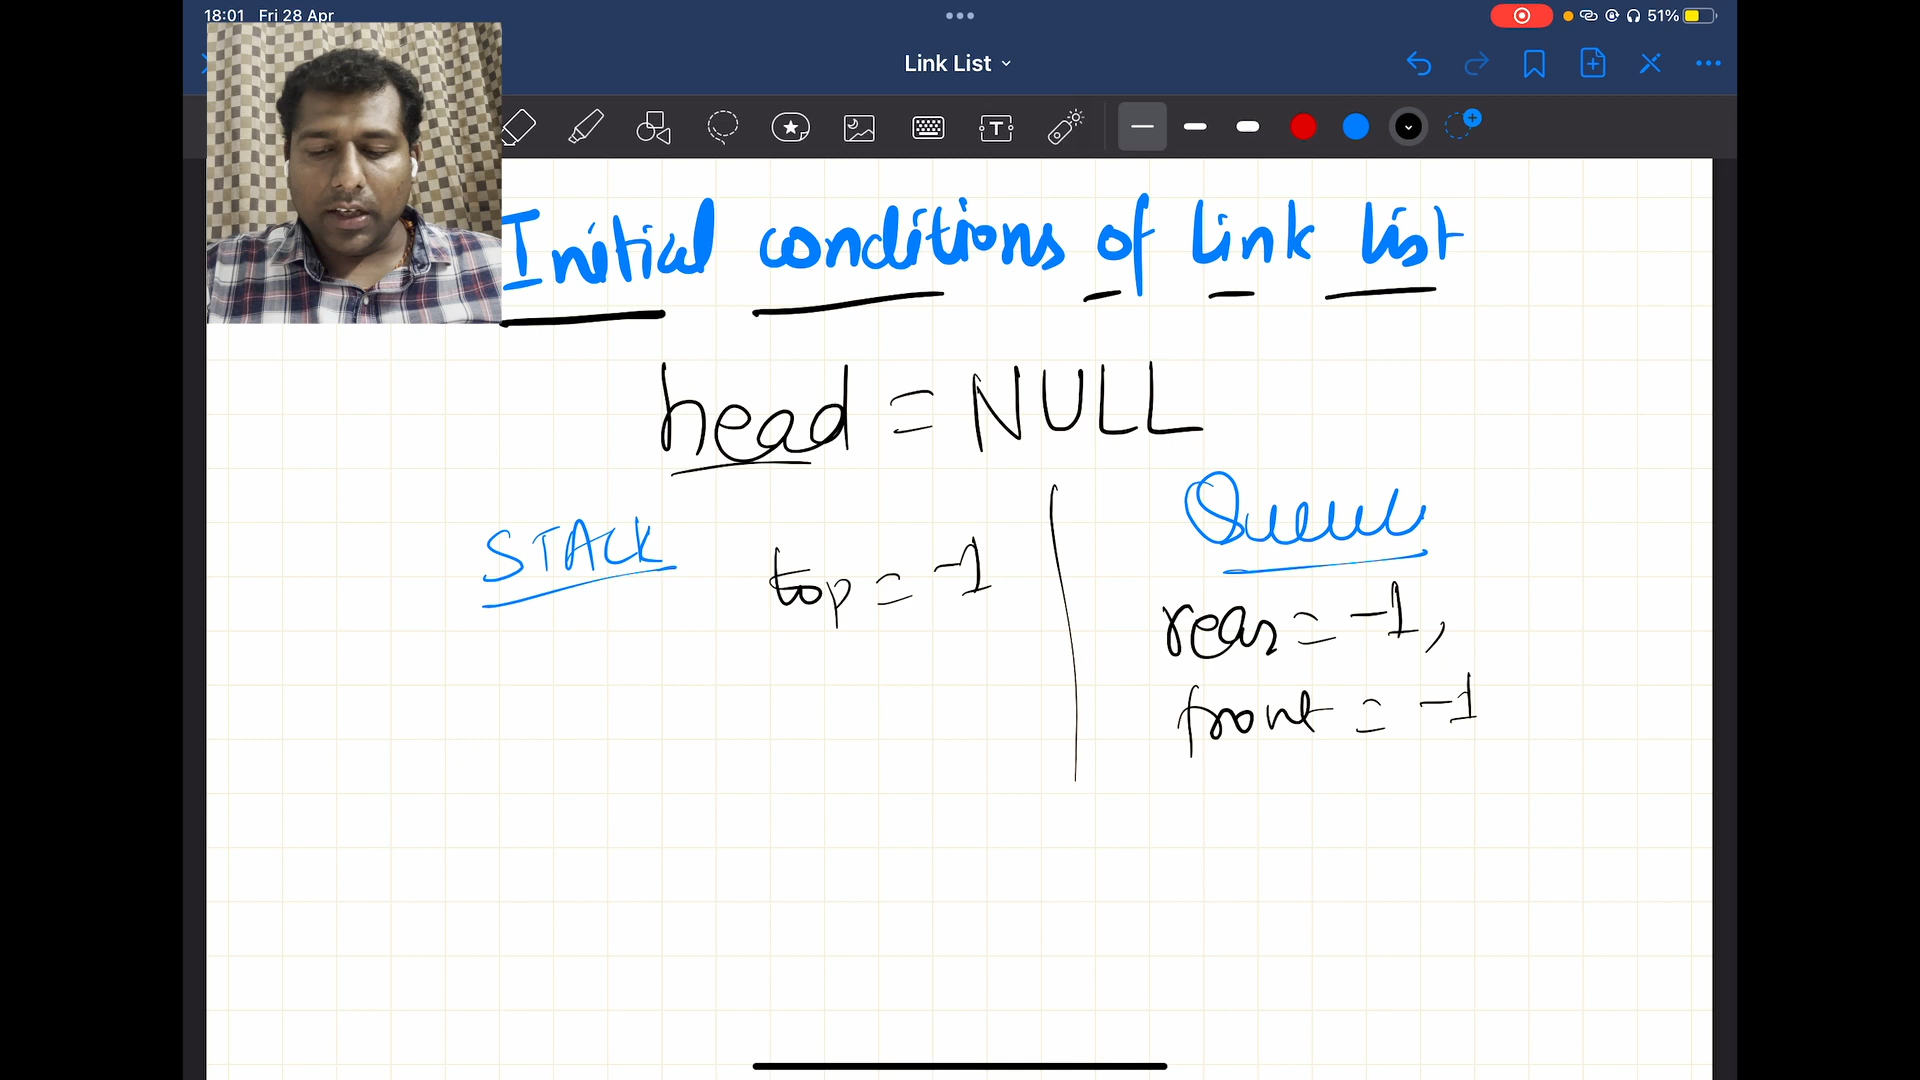 18:01 Fri 28 Apr
51%
Link List
T
Initial conditions of Link List
head = NULL
STACK
top = -1
Queue
rear = -1,
front = -1